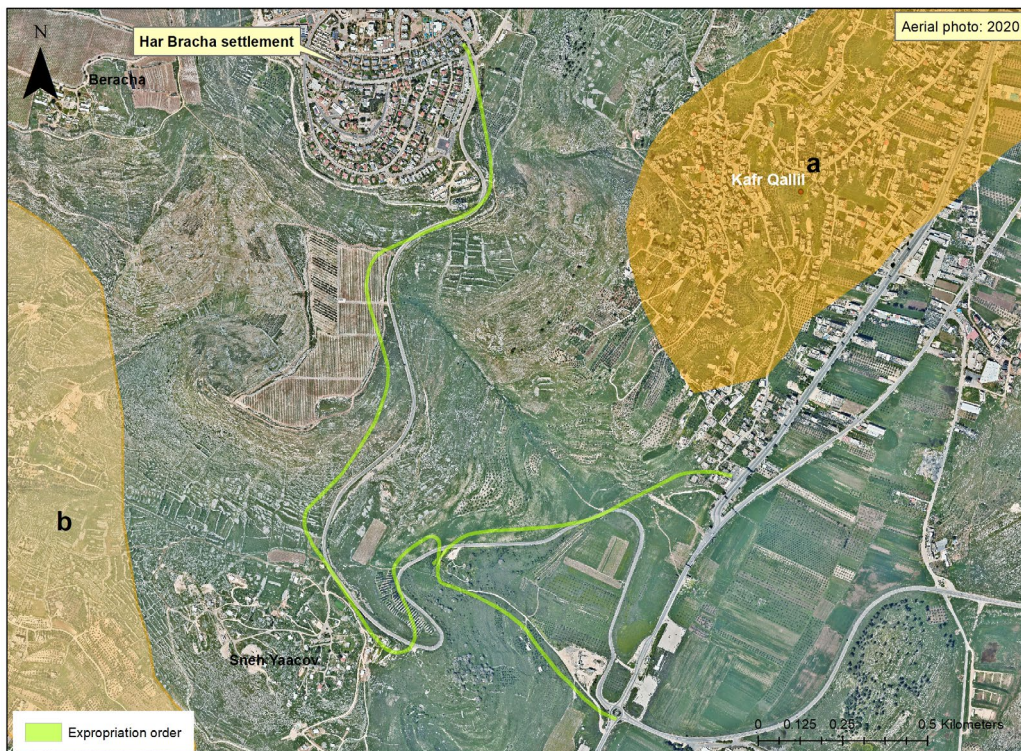 Har Bracha settlement
Aerial photo: 2020
N
Beracha
a
Kafr Qallil
b
Sneh Yaacov
Expropriation order
0 0.125 0.25 0.5 Kilometers